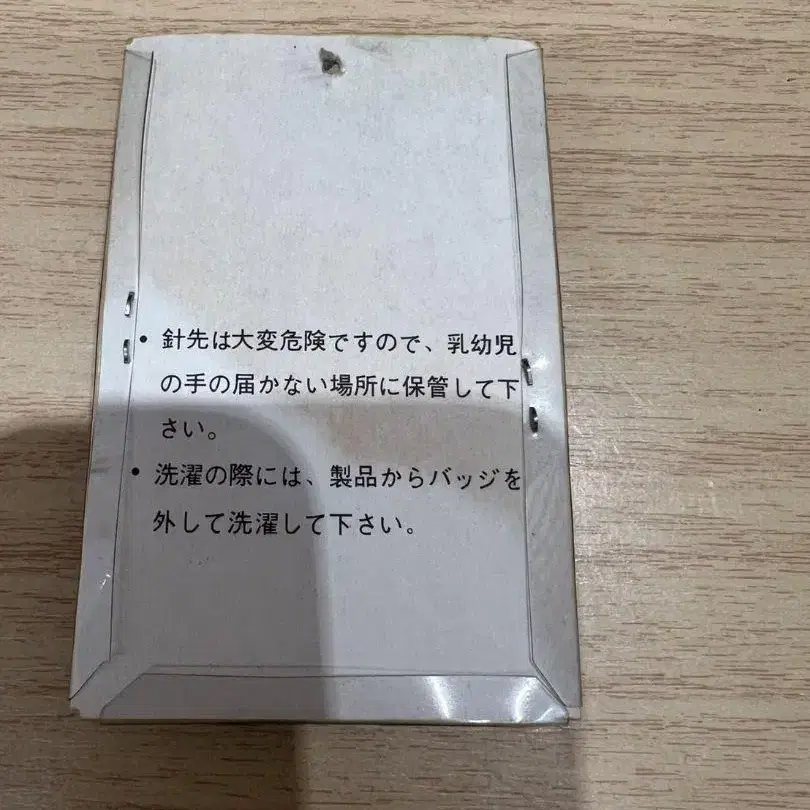 ・針先は大変危険ですので、乳幼児
の手の届かない場所に保管して下
さい。
・洗濯の際には、製品からバッジを
外して洗濯して下さい。